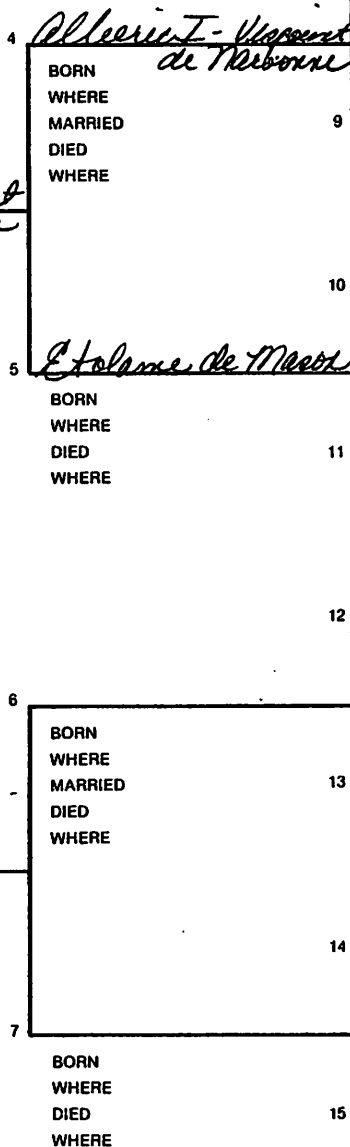 4 Alberic I - Viscount
de Narbonne
BORN
WHERE
MARRIED 9
DIED
WHERE
10
5 Etolane de Macon
BORN
WHERE
DIED 11
WHERE
12
6
BORN
WHERE
MARRIED 13
DIED
WHERE
14
7
BORN
WHERE
DIED 15
WHERE